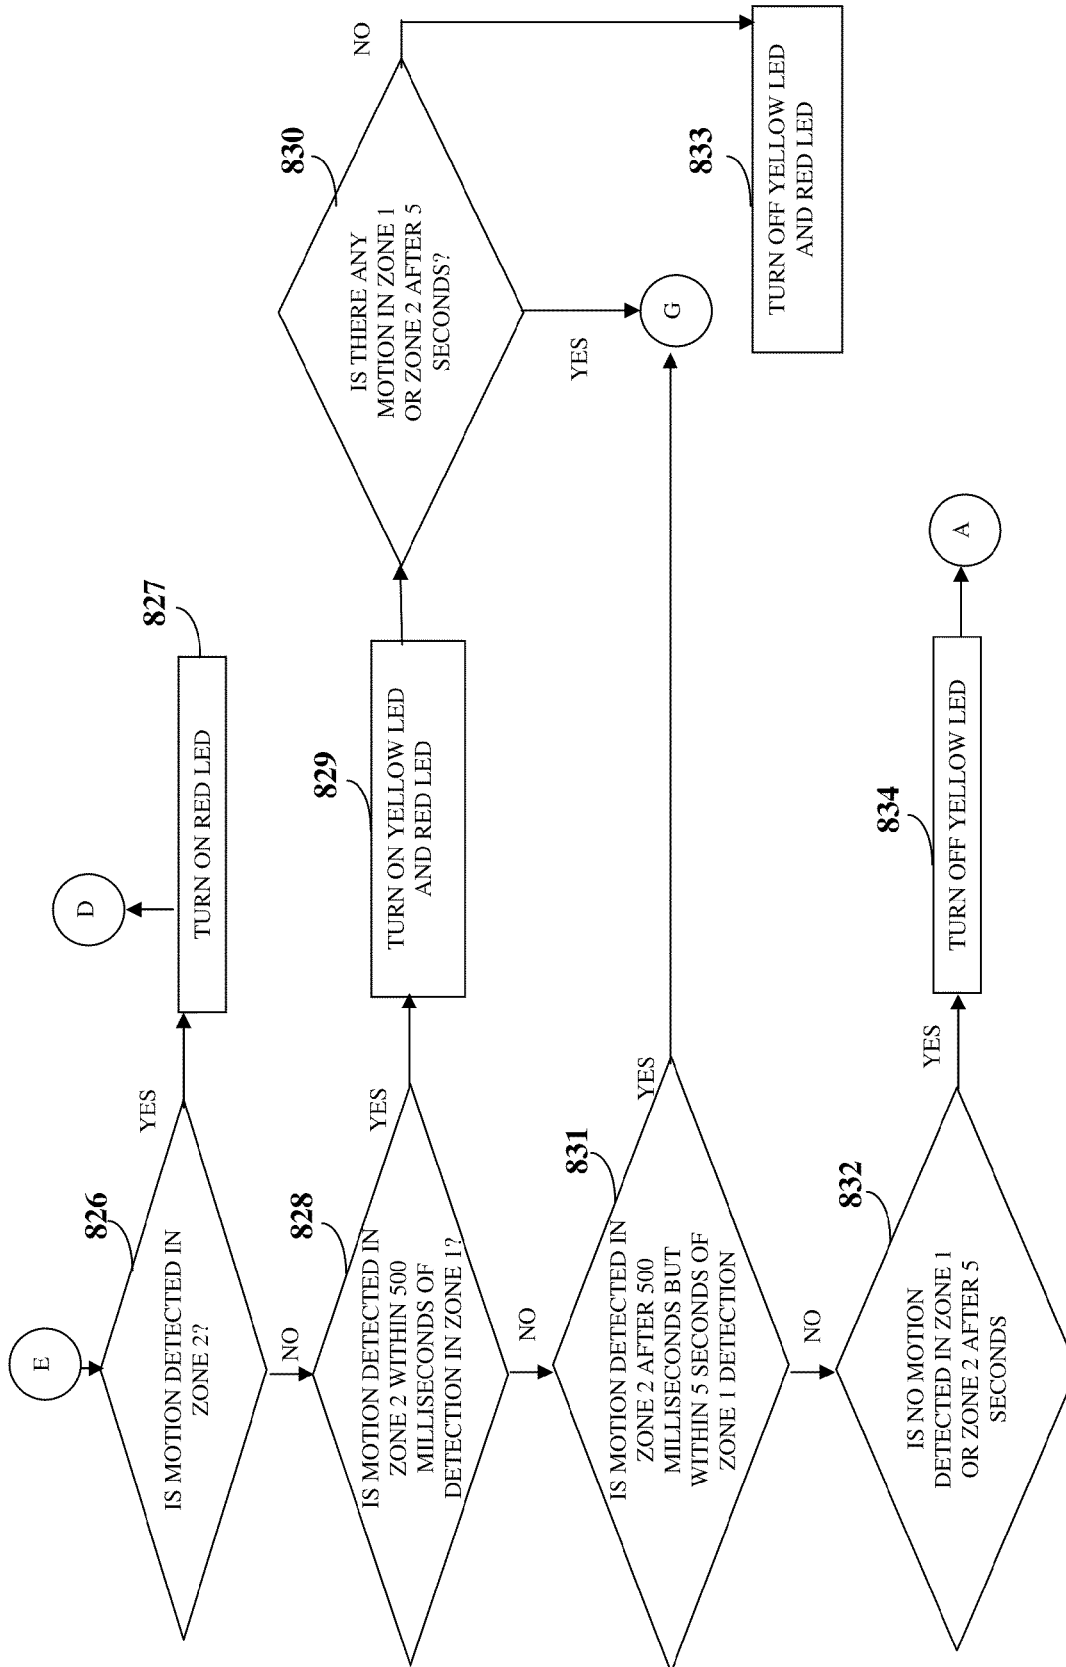 E
826
IS MOTION DETECTED IN
ZONE 2?
YES
NO
827
TURN ON RED LED
D
828
IS MOTION DETECTED IN
ZONE 2 WITHIN 500
MILLISECONDS OF
DETECTION IN ZONE 1?
YES
NO
829
TURN ON YELLOW LED
AND RED LED
830
IS THERE ANY
MOTION IN ZONE 1
OR ZONE 2 AFTER 5
SECONDS?
NO
YES
G
833
TURN OFF YELLOW LED
AND RED LED
831
IS MOTION DETECTED IN
ZONE 2 AFTER 500
MILLISECONDS BUT
WITHIN 5 SECONDS OF
ZONE 1 DETECTION
YES
NO
832
IS NO MOTION
DETECTED IN ZONE 1
OR ZONE 2 AFTER 5
SECONDS
YES
834
TURN OFF YELLOW LED
A